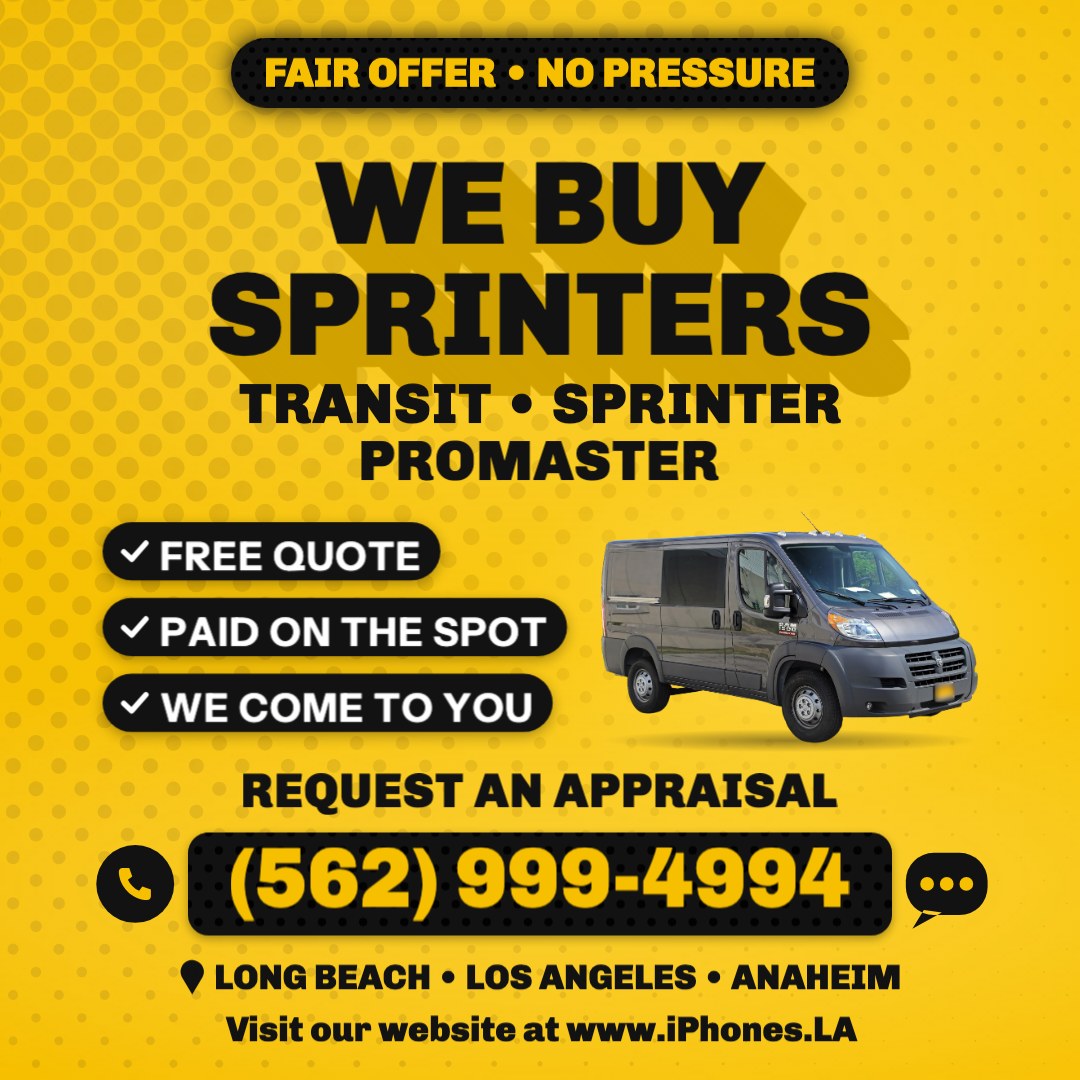 FAIR OFFER • NO PRESSURE
WE BUY
SPRINTERS
TRANSIT • SPRINTER
PROMASTER
FREE QUOTE
PAID ON THE SPOT
WE COME TO YOU
REQUEST AN APPRAISAL
(562) 999-4994
LONG BEACH • LOS ANGELES • ANAHEIM
Visit our website at www.iPhones.LA